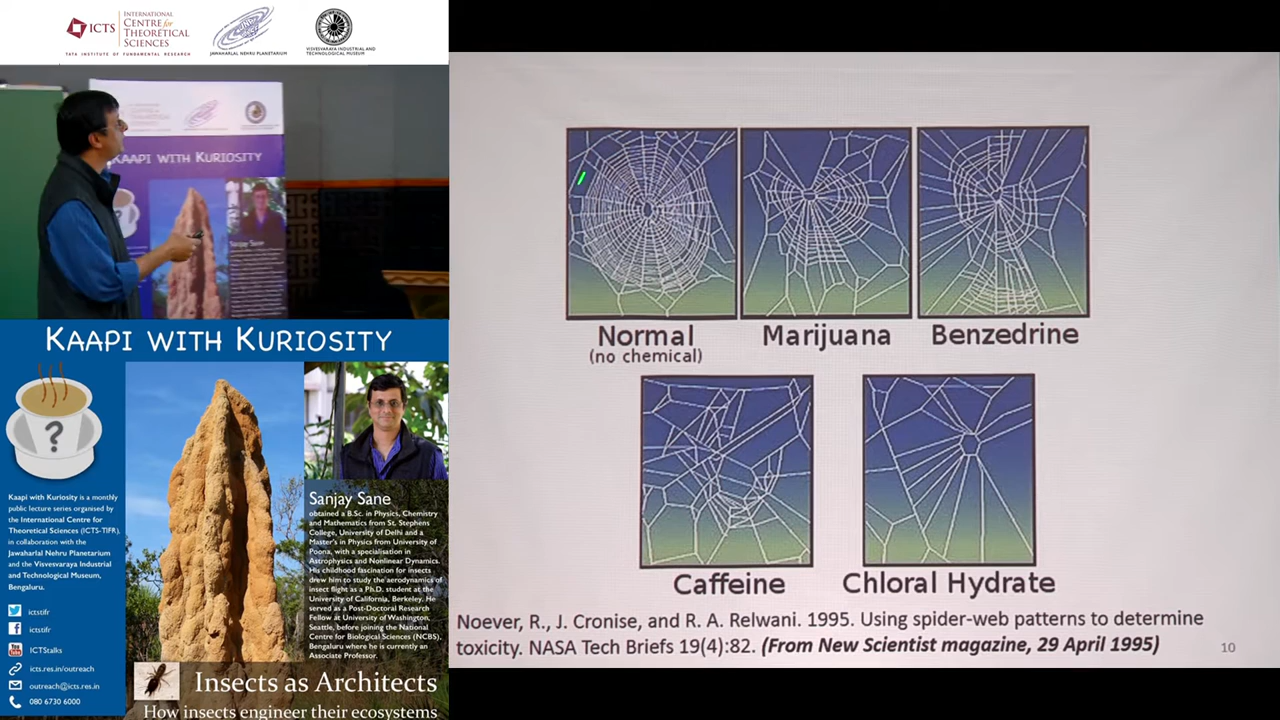 ICTS
INTERNATIONAL
CENTRE for
THEORETICAL
SCIENCES
TATA INSTITUTE OF FUNDAMENTAL RESEARCH
JAWAHARLAL NEHRU PLANETARIUM
VISVESVARAYA INDUSTRIAL AND
TECHNOLOGICAL MUSEUM
KAAPI WITH KURIOSITY
Sanjay Sane
KAAPI WITH KURIOSITY
?
Kaapi with Kuriosity is a monthly
public lecture series organised by
the International Centre for
Theoretical Sciences (ICTS-TIFR),
in collaboration with the
Jawaharlal Nehru Planetarium
and the Visvesvaraya Industrial
and Technological Museum,
Bengaluru.
ictstifr
ictstifr
ICTStalks
icts.res.in/outreach
outreach@icts.res.in
080 6730 6000
Sanjay Sane
obtained a B.Sc. in Physics, Chemistry
and Mathematics from St. Stephens
College, University of Delhi and a
Master's in Physics from University of
Poona, with a specialisation in
Astrophysics and Nonlinear Dynamics.
His childhood fascination for insects
drew him to study the aerodynamics of
insect flight as a Ph.D. student at the
University of California, Berkeley. He
served as a Post-Doctoral Research
Fellow at University of Washington,
Seattle, before joining the National
Centre for Biological Sciences (NCBS),
Bengaluru where he is currently an
Associate Professor.
Insects as Architects
How insects engineer their ecosystems
Normal
(no chemical)
Marijuana
Benzedrine
Caffeine
Chloral Hydrate
Noever, R., J. Cronise, and R. A. Relwani. 1995. Using spider-web patterns to determine
toxicity. NASA Tech Briefs 19(4):82. (From New Scientist magazine, 29 April 1995)
10